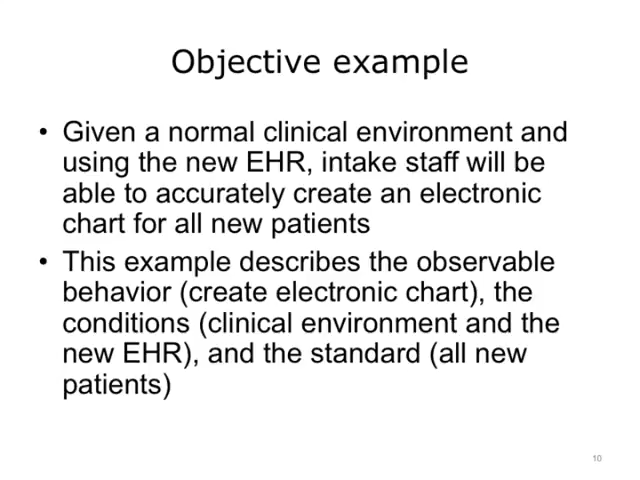 Objective example
• Given a normal clinical environment and
using the new EHR, intake staff will be
able to accurately create an electronic
chart for all new patients
• This example describes the observable
behavior (create electronic chart), the
conditions (clinical environment and the
new EHR), and the standard (all new
patients)
10